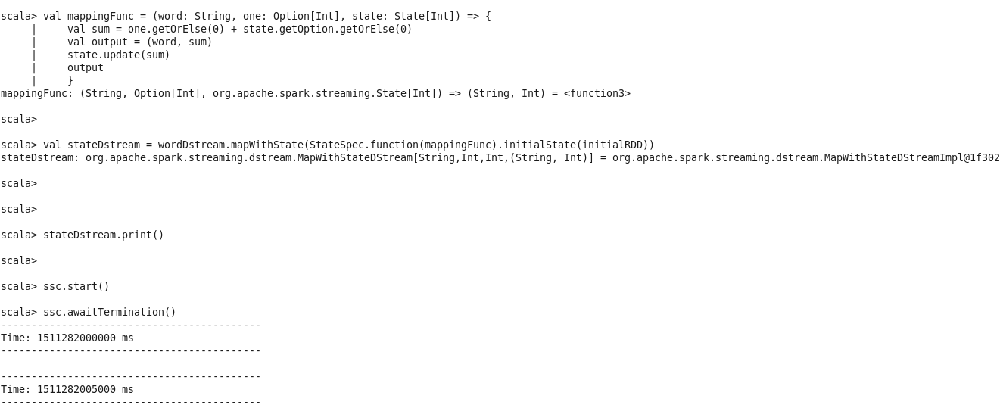 scala> val mappingFunc = (word: String, one: Option[Int], state: State[Int]) => {
     |     val sum = one.getOrElse(0) + state.getOption.getOrElse(0)
     |     val output = (word, sum)
     |     state.update(sum)
     |     output
     |     }
mappingFunc: (String, Option[Int], org.apache.spark.streaming.State[Int]) => (String, Int) = <function3>
scala>
scala> val stateDstream = wordDstream.mapWithState(StateSpec.function(mappingFunc).initialState(initialRDD))
stateDstream: org.apache.spark.streaming.dstream.MapWithStateDStream[String,Int,Int,(String, Int)] = org.apache.spark.streaming.dstream.MapWithStateDStreamImpl@1f302
scala>
scala>
scala> stateDstream.print()
scala>
scala> ssc.start()
scala> ssc.awaitTermination()
-------------------------------------------
Time: 1511282000000 ms
-------------------------------------------
-------------------------------------------
Time: 1511282005000 ms
-------------------------------------------